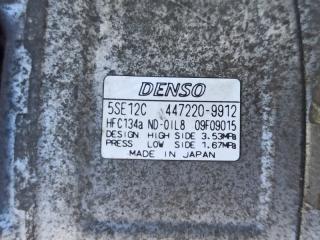 DENSO
5SE12C 447220-9912
HFC134a ND-OIL8 09F09015
DESIGN HIGH SIDE 3.53MPa
PRESS LOW SIDE 1.67MPa
MADE IN JAPAN